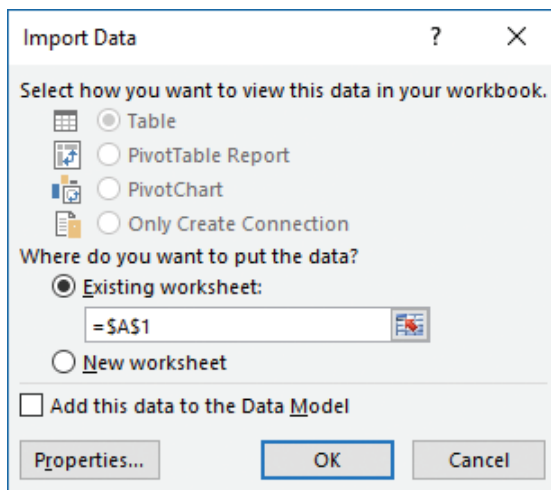 Import Data ?
Select how you want to view this data in your workbook.
Table
PivotTable Report
PivotChart
Only Create Connection
Where do you want to put the data?
Existing worksheet:
=$A$1
New worksheet
Add this data to the Data Model
Properties... OK Cancel